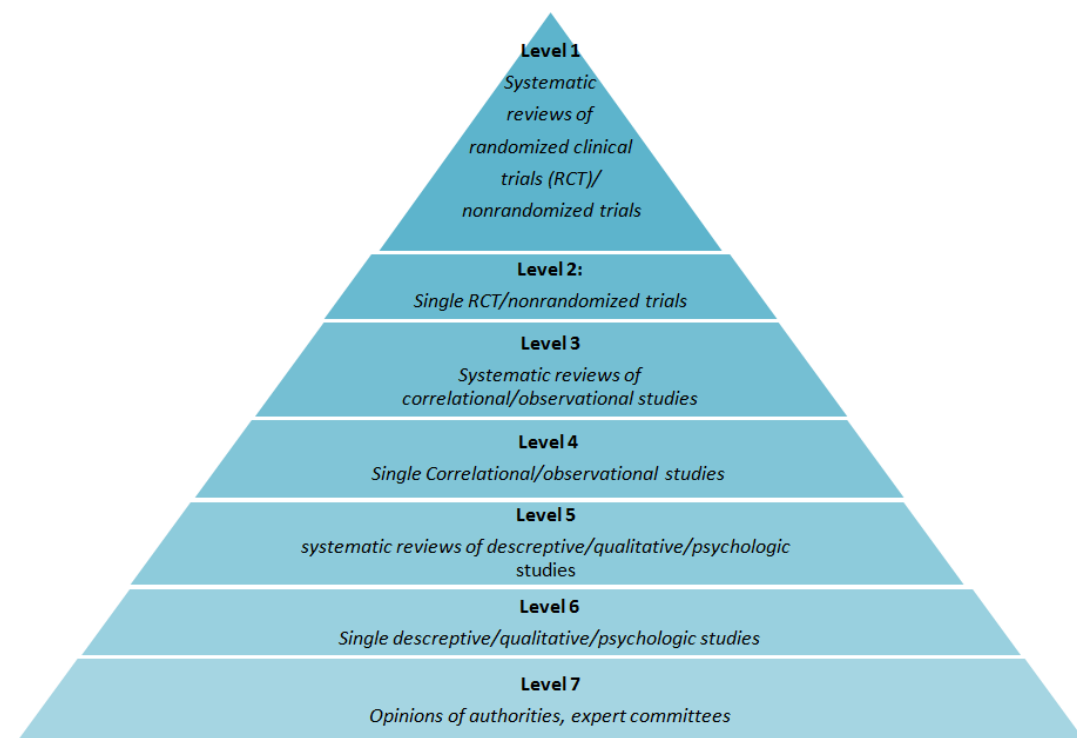 Level 1
Systematic
reviews of
randomized clinical
trials (RCT)/
nonrandomized trials
Level 2:
Single RCT/nonrandomized trials
Level 3
Systematic reviews of
correlational/observational studies
Level 4
Single Correlational/observational studies
Level 5
systematic reviews of descreptive/qualitative/psychologic
studies
Level 6
Single descreptive/qualitative/psychologic studies
Level 7
Opinions of authorities, expert committees